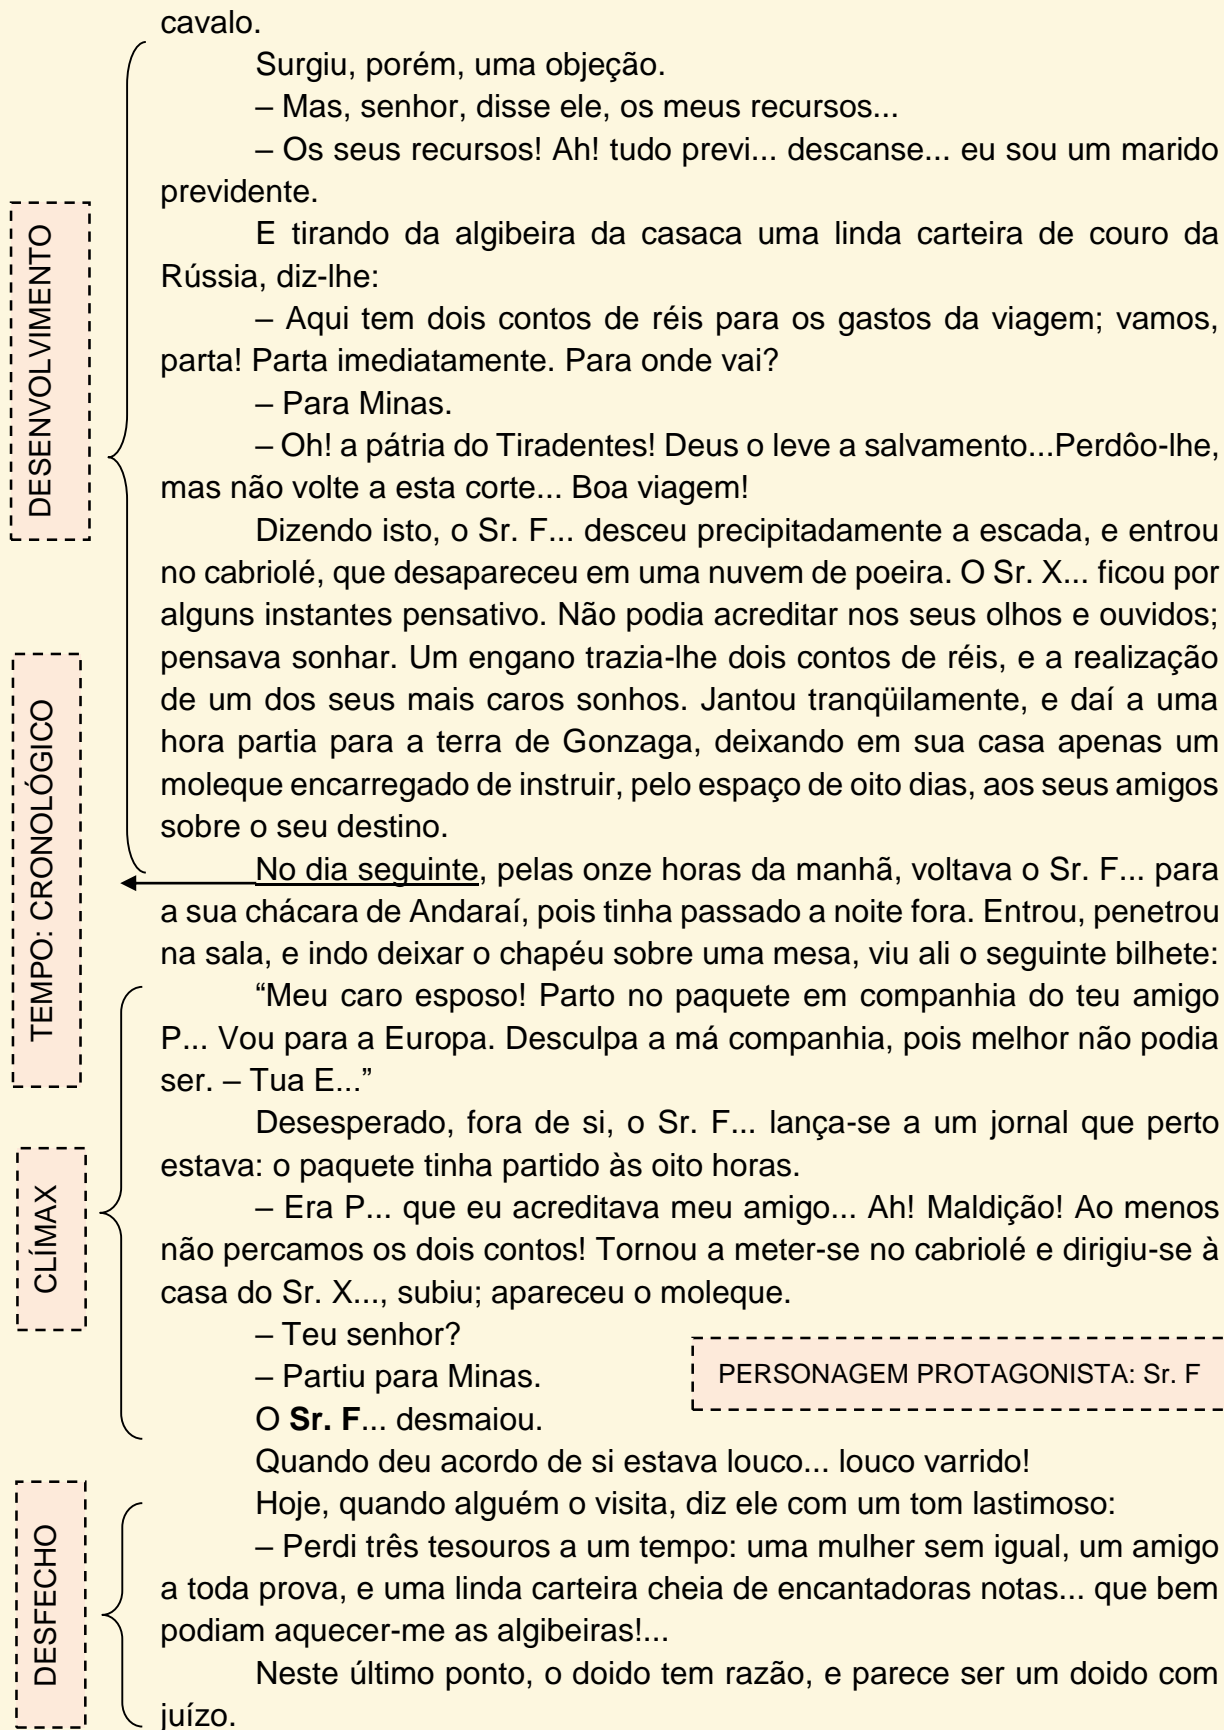 cavalo.
Surgiu, porém, uma objeção.
– Mas, senhor, disse ele, os meus recursos...
– Os seus recursos! Ah! tudo previ... descanse... eu sou um marido
previdente.
E tirando da algibeira da casaca uma linda carteira de couro da
Rússia, diz-lhe:
– Aqui tem dois contos de réis para os gastos da viagem; vamos,
parta! Parta imediatamente. Para onde vai?
– Para Minas.
– Oh! a pátria do Tiradentes! Deus o leve a salvamento...Perdôo-lhe,
mas não volte a esta corte... Boa viagem!
Dizendo isto, o Sr. F... desceu precipitadamente a escada, e entrou
no cabriolé, que desapareceu em uma nuvem de poeira. O Sr. X... ficou por
alguns instantes pensativo. Não podia acreditar nos seus olhos e ouvidos;
pensava sonhar. Um engano trazia-lhe dois contos de réis, e a realização
de um dos seus mais caros sonhos. Jantou tranqüilamente, e daí a uma
hora partia para a terra de Gonzaga, deixando em sua casa apenas um
moleque encarregado de instruir, pelo espaço de oito dias, aos seus amigos
sobre o seu destino.
DESENVOLVIMENTO
No dia seguinte, pelas onze horas da manhã, voltava o Sr. F... para
a sua chácara de Andaraí, pois tinha passado a noite fora. Entrou, penetrou
na sala, e indo deixar o chapéu sobre uma mesa, viu ali o seguinte bilhete:
TEMPO: CRONOLÓGICO
“Meu caro esposo! Parto no paquete em companhia do teu amigo
P... Vou para a Europa. Desculpa a má companhia, pois melhor não podia
ser. – Tua E...”
Desesperado, fora de si, o Sr. F... lança-se a um jornal que perto
estava: o paquete tinha partido às oito horas.
– Era P... que eu acreditava meu amigo... Ah! Maldição! Ao menos
não percamos os dois contos! Tornou a meter-se no cabriolé e dirigiu-se à
casa do Sr. X..., subiu; apareceu o moleque.
– Teu senhor?
– Partiu para Minas.
O Sr. F... desmaiou.
CLÍMAX
PERSONAGEM PROTAGONISTA: Sr. F
Quando deu acordo de si estava louco... louco varrido!
Hoje, quando alguém o visita, diz ele com um tom lastimoso:
– Perdi três tesouros a um tempo: uma mulher sem igual, um amigo
a toda prova, e uma linda carteira cheia de encantadoras notas... que bem
podiam aquecer-me as algibeiras!...
Neste último ponto, o doido tem razão, e parece ser um doido com
juízo.
DESFECHO